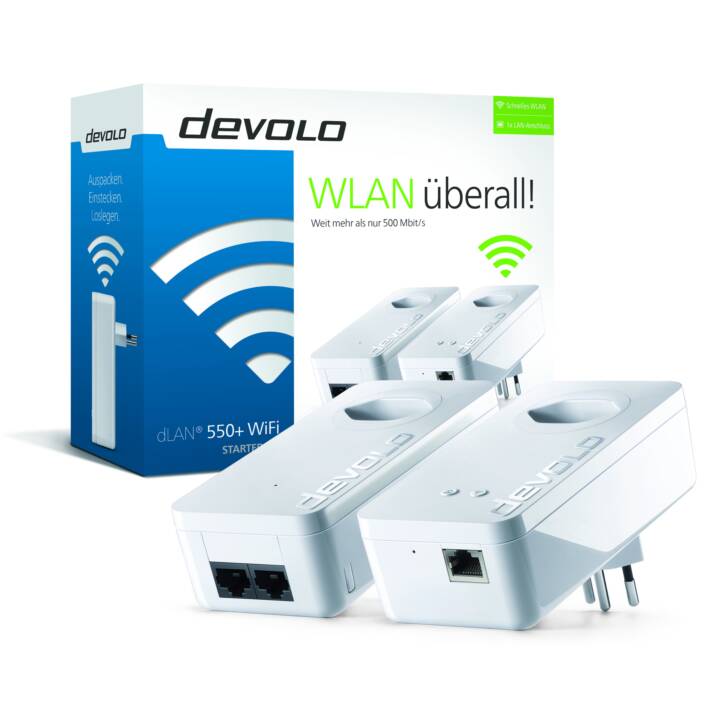 devolo
Auspacken.
Einstecken.
Loslegen.
dLAN® 550+ WiFi
STARTER
devolo
WLAN überall!
Weit mehr als nur 500 Mbit/s
Schnelles WLAN
1x LAN-Anschluss
devolo
devolo